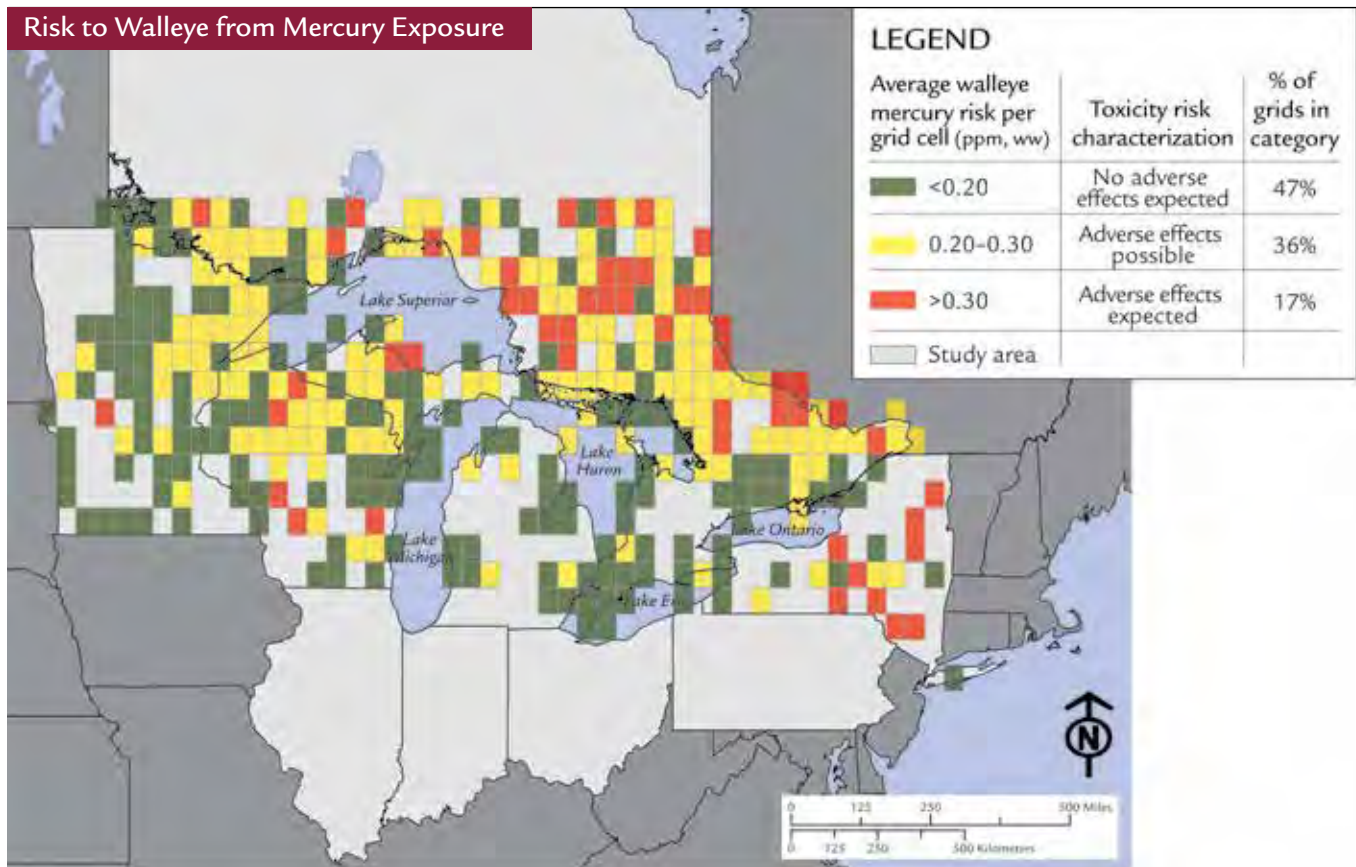 Risk to Walleye from Mercury Exposure
LEGEND
Average walleye
mercury risk per
grid cell (ppm, ww)
Toxicity risk
characterization
% of
grids in
category
<0.20
No adverse
effects expected
47%
0.20–0.30
Adverse effects
possible
36%
>0.30
Adverse effects
expected
17%
Study area
Lake Superior
Lake
Huron
Lake Ontario
Lake
Michigan
Lake Erie
N
0 125 250 500 Miles
0 125 250 500 Kilometers